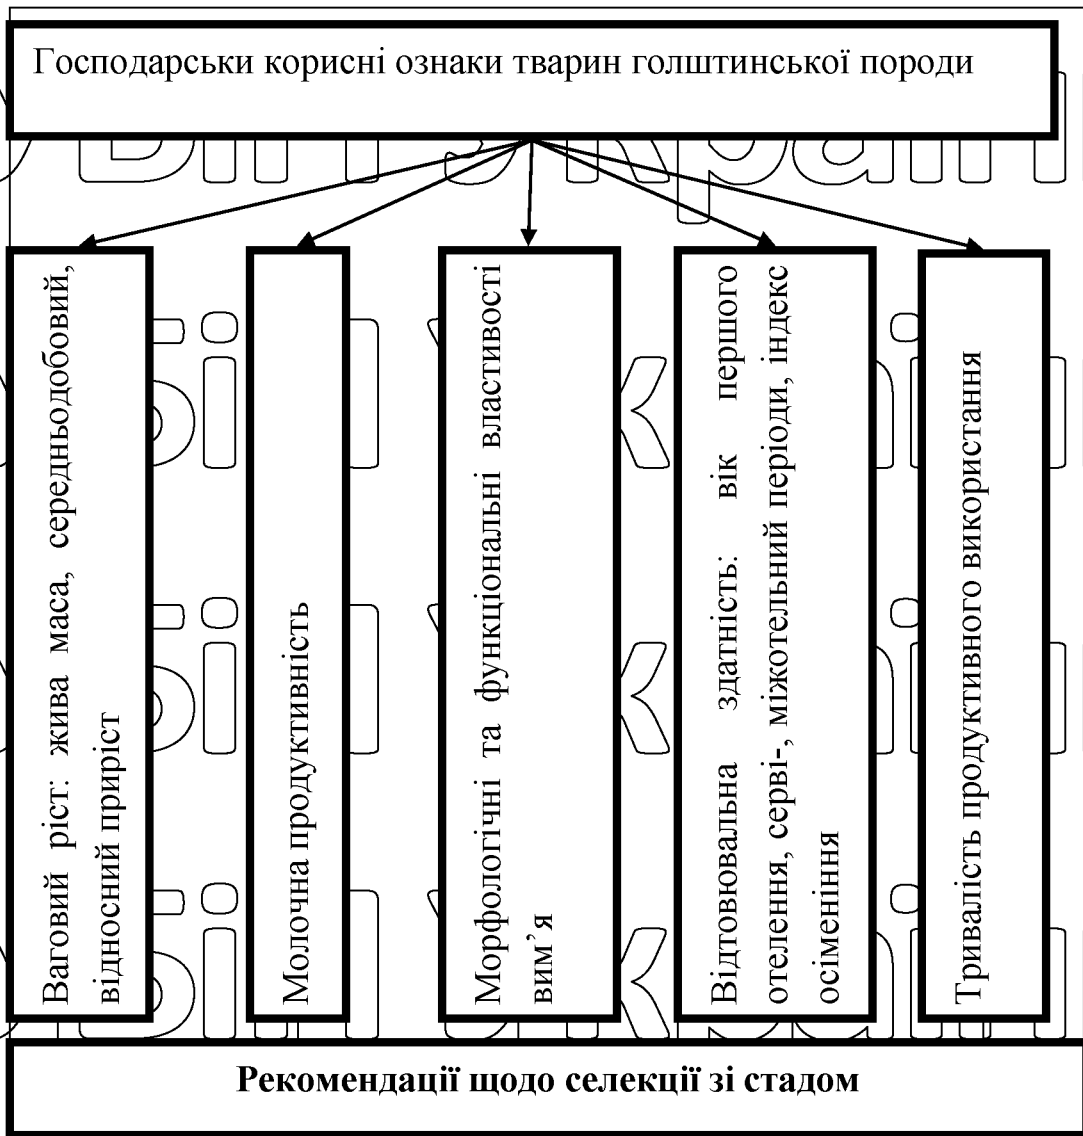 Господарськи корисні ознаки тварин голштинської породи
Ваговий ріст: жива маса, середньодобовий,
відносний приріст
Молочна продуктивність
Морфологічні та функціональні властивості
вим’я
Відтовювальна здатність: вік першого
отелення, серві-, міжотельний періоди, індекс
осіменіння
Тривалість продуктивного використання
Рекомендації щодо селекції зі стадом